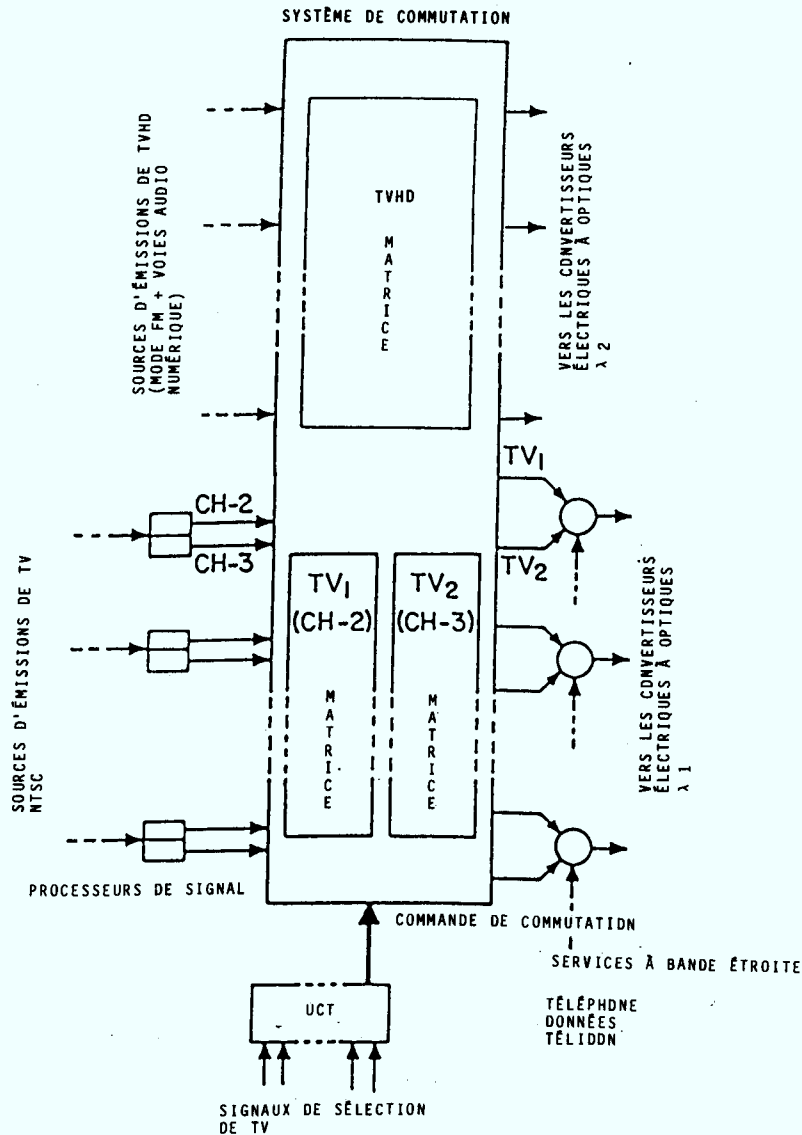 SYSTÈME DE COMMUTATION
SOURCES D'ÉMISSIONS DE TVHD
(MODE FM + VOIES AUDIO
NUMÉRIQUE)
TVHD
MATRICE
VERS LES CDNVERTISSEURS
ÉLECTRIQUES À OPTIQUES
λ 2
CH-2
CH-3
TV1
TV2
SOURCES D'ÉMISSIONS DE TV
NTSC
TV1
(CH-2)
MATRICE
TV2
(CH-3)
MATRICE
VERS LES CDNVERTISSEURS
ÉLECTRIQUES À OPTIQUES
λ 1
PROCESSEURS DE SIGNAL
COMMANDE DE COMMUTATIDN
SERVICES À BANDE ÉTROITE
UCT
TÉLÉPHDNE
DONNÉES
TÉLIDDN
SIGNAUX DE SÉLECTION
DE TV